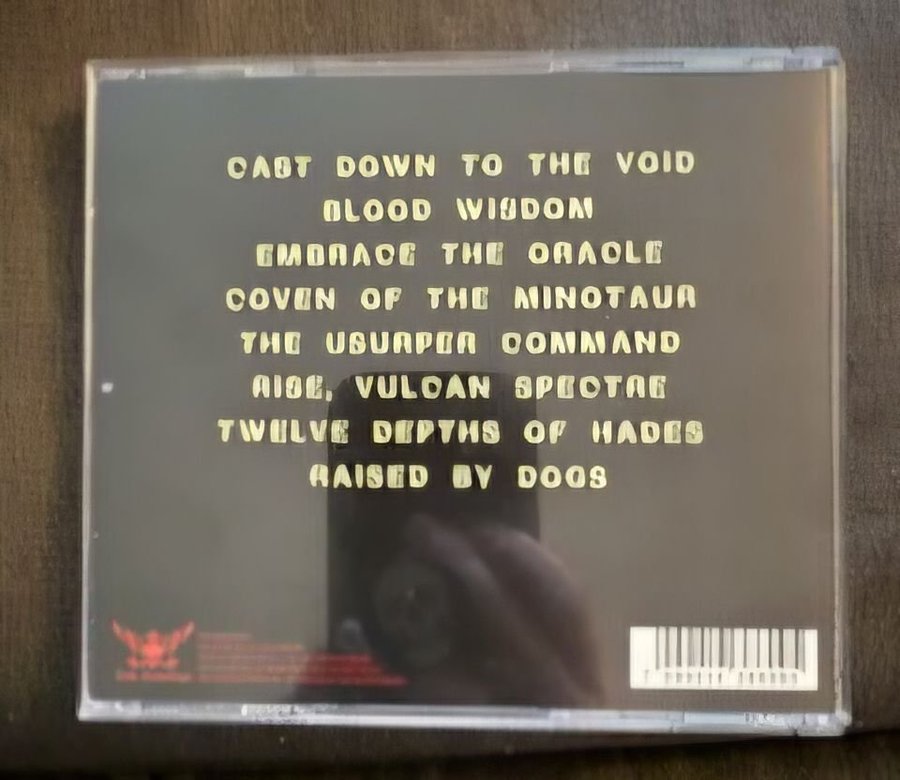 CAST DOWN TO THE VOID
BLOOD WISDOM
EMBRACE THE ORACLE
COVEN OF THE MINOTAUR
THE USURPER COMMAND
RISE, VULCAN SPECTRE
TWELVE DEPTHS OF HADES
RAISED BY DOGS